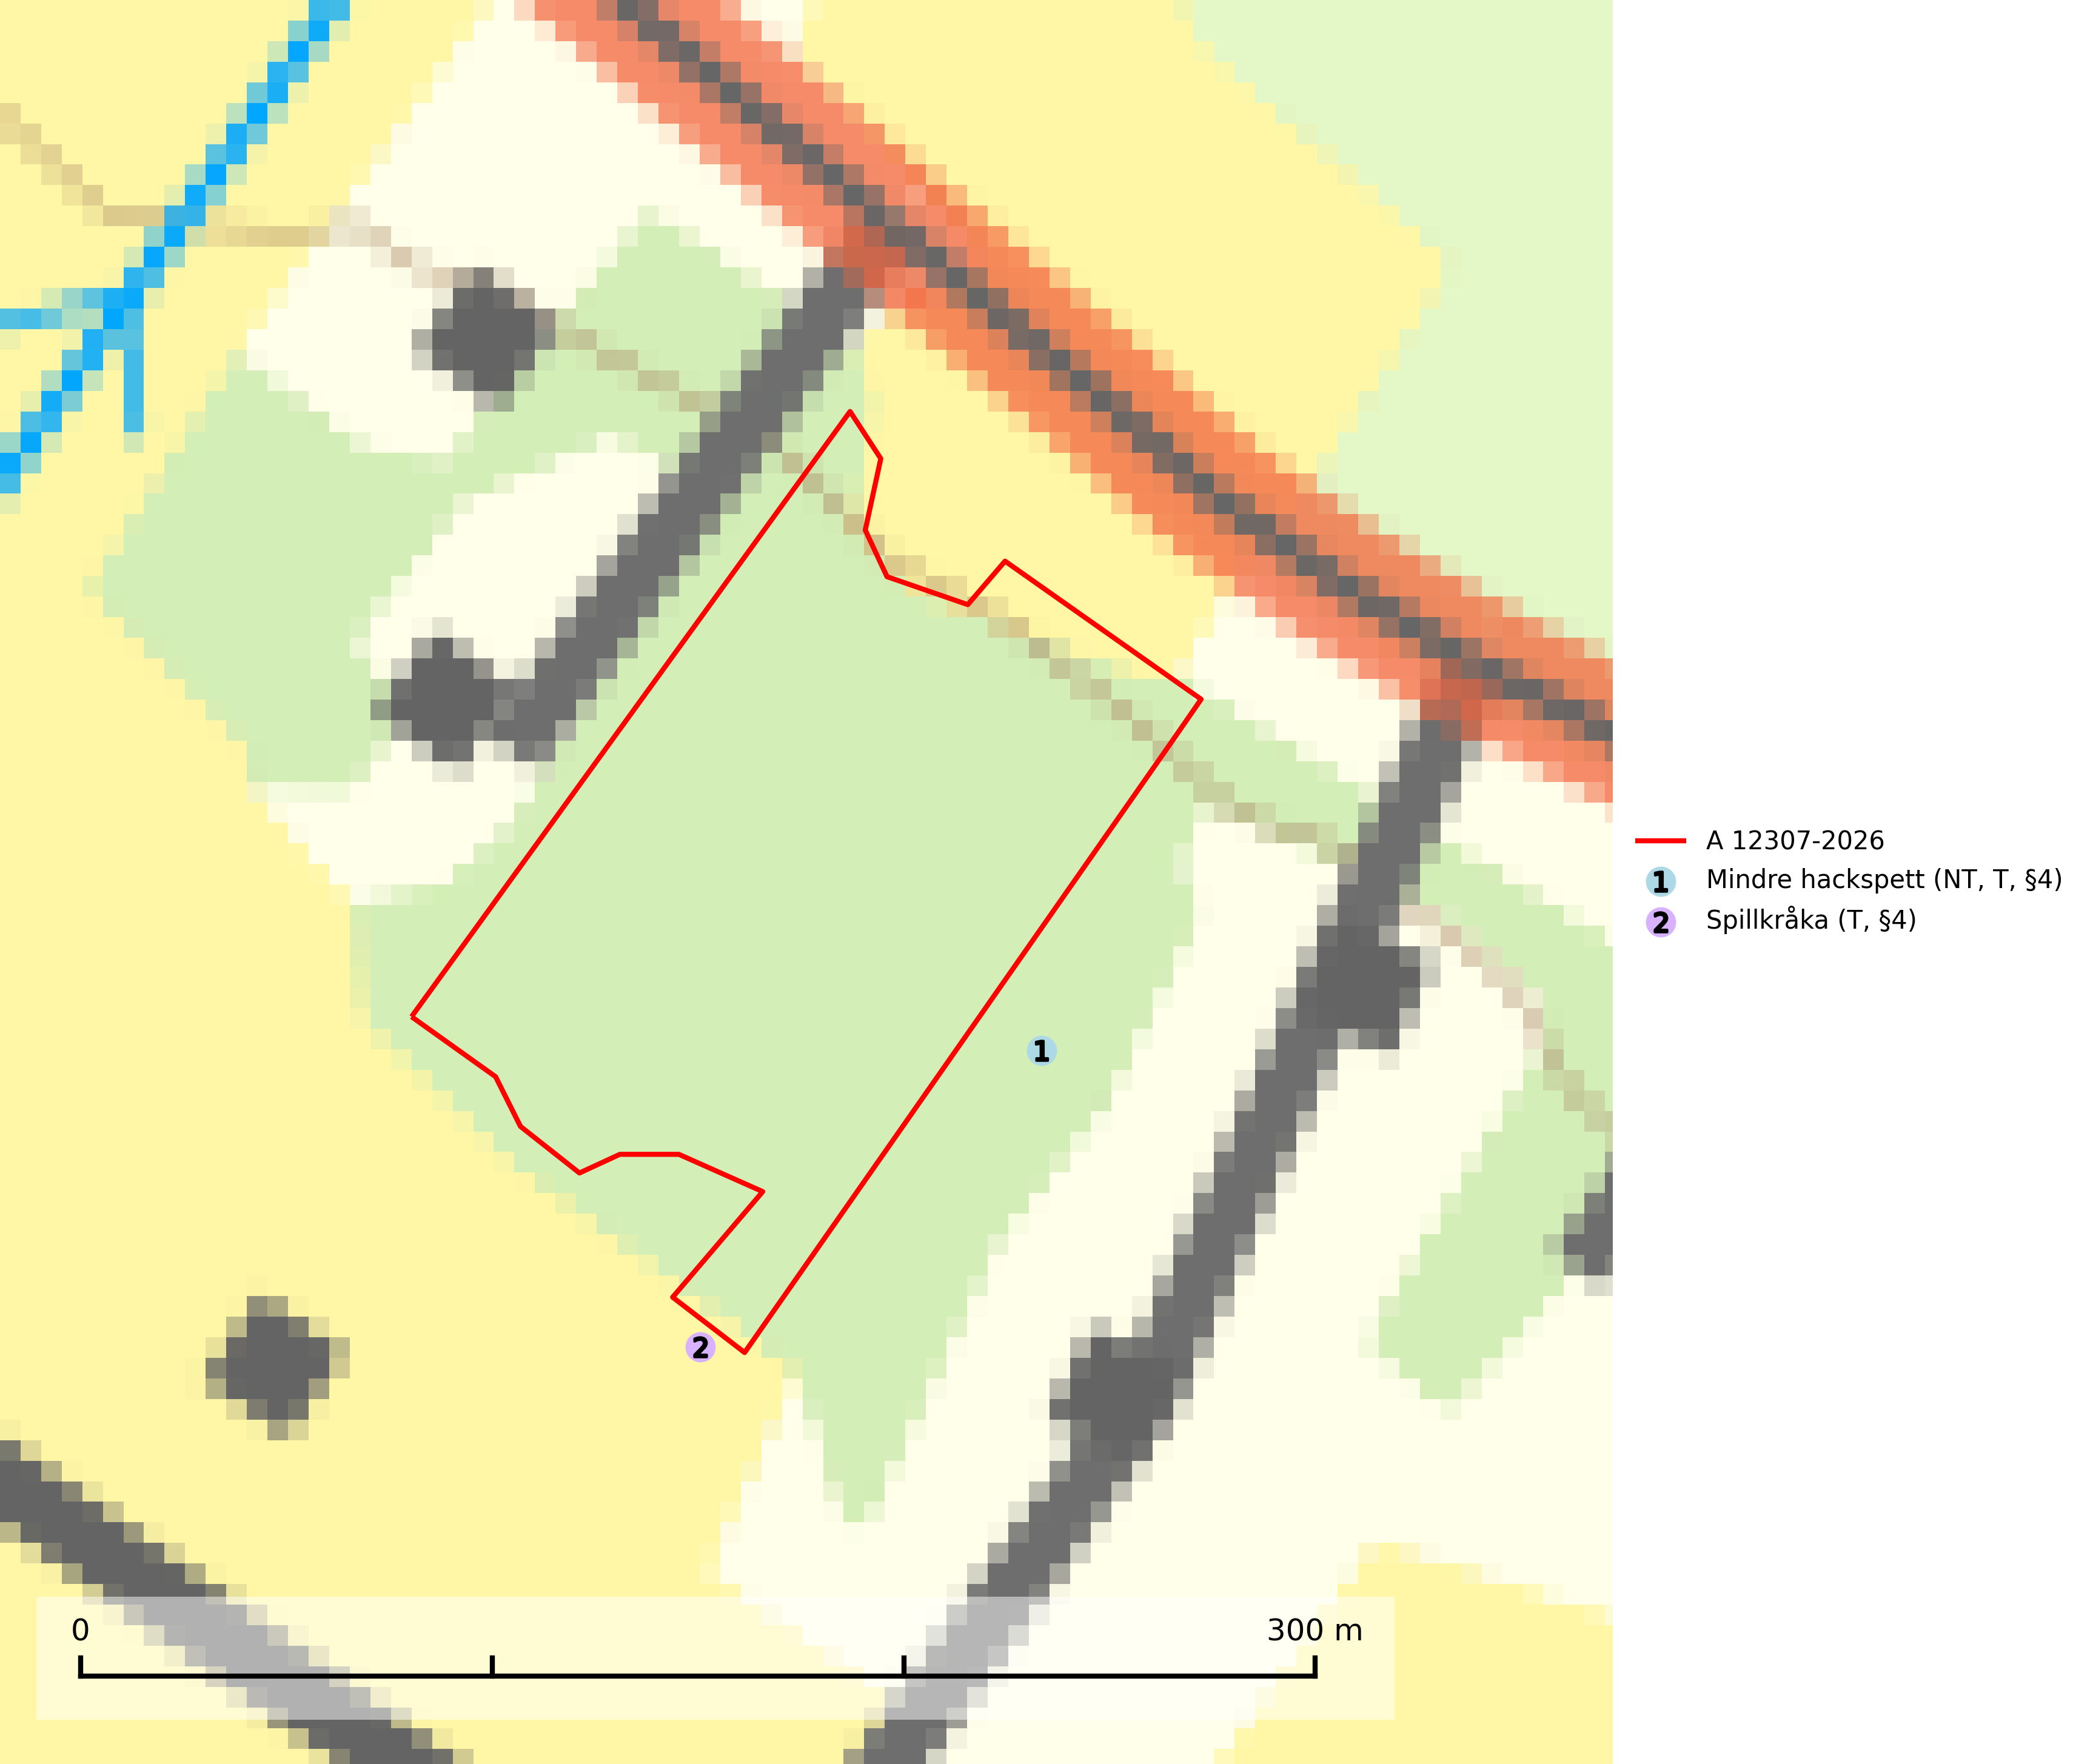 A 12307-2026
1 Mindre hackspett (NT, T, §4)
2 Spillkråka (T, §4)
1
2
0 300 m